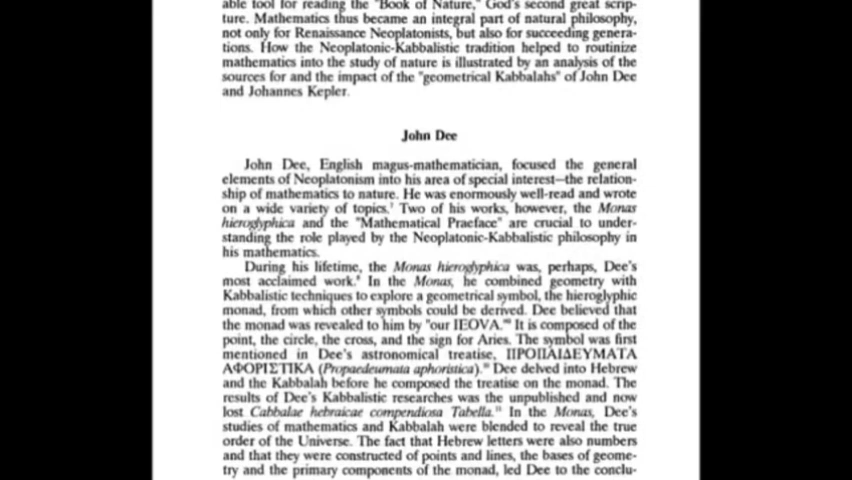 able tool for reading the "Book of Nature," God's second great scrip-
ture. Mathematics thus became an integral part of natural philosophy,
not only for Renaissance Neoplatonists, but also for succeeding genera-
tions. How the Neoplatonic-Kabbalistic tradition helped to routinize
mathematics into the study of nature is illustrated by an analysis of the
sources for and the impact of the "geometrical Kabbalahs" of John Dee
and Johannes Kepler.
John Dee
John Dee, English magus-mathematician, focused the general
elements of Neoplatonism into his area of special interest—the relation-
ship of mathematics to nature. He was enormously well-read and wrote
on a wide variety of topics. Two of his works, however, the Monas
hieroglyphica and the "Mathematical Praeface" are crucial to under-
standing the role played by the Neoplatonic-Kabbalistic philosophy in
his mathematics.
During his lifetime, the Monas hieroglyphica was, perhaps, Dee's
most acclaimed work. In the Monas, he combined geometry with
Kabbalistic techniques to explore a geometrical symbol, the hieroglyphic
monad, from which other symbols could be derived. Dee believed that
the monad was revealed to him by "our IEOVA." It is composed of the
point, the circle, the cross, and the sign for Aries. The symbol was first
mentioned in Dee's astronomical treatise, ΠΡΟΠΑΙΔΕΥΜΑΤΑ
ΑΦΟΡΙΣΤΙΚΑ (Propaedeumata aphoristica). Dee delved into Hebrew
and the Kabbalah before he composed the treatise on the monad. The
results of Dee's Kabbalistic researches was the unpublished and now
lost Cabbalae hebraicae compendiosa Tabella. In the Monas, Dee's
studies of mathematics and Kabbalah were blended to reveal the true
order of the Universe. The fact that Hebrew letters were also numbers
and that they were constructed of points and lines, the bases of geome-
try and the primary components of the monad, led Dee to the conclu-